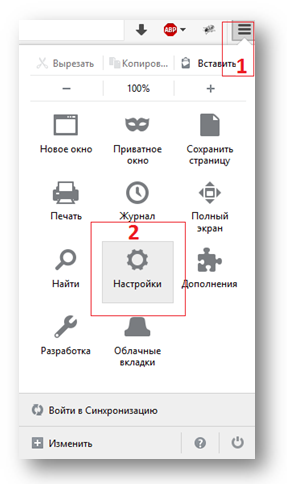 ABP
1
Вырезать Копиров... Вставить
100%
Новое окно Приватное Сохранить
окно страницу
Печать Журнал Полный
экран
2
Найти Настройки Дополнения
Разработка Облачные
вкладки
Войти в Синхронизацию
Изменить ?